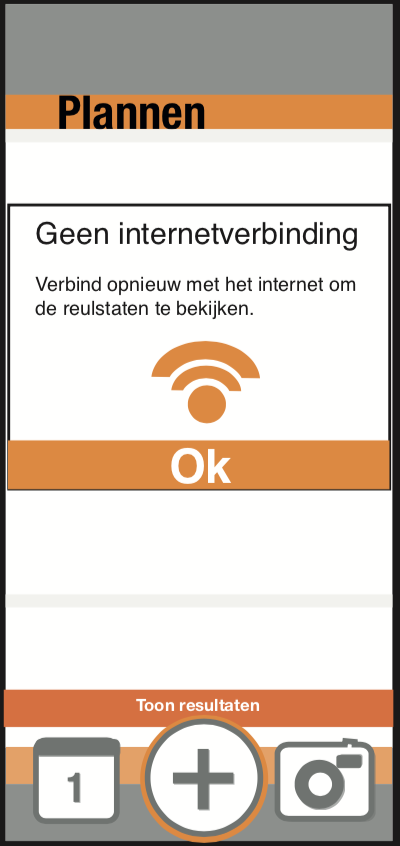 Plannen
Geen internetverbinding
Verbind opnieuw met het internet om
de reulstaten te bekijken.
Ok
Toon resultaten
1